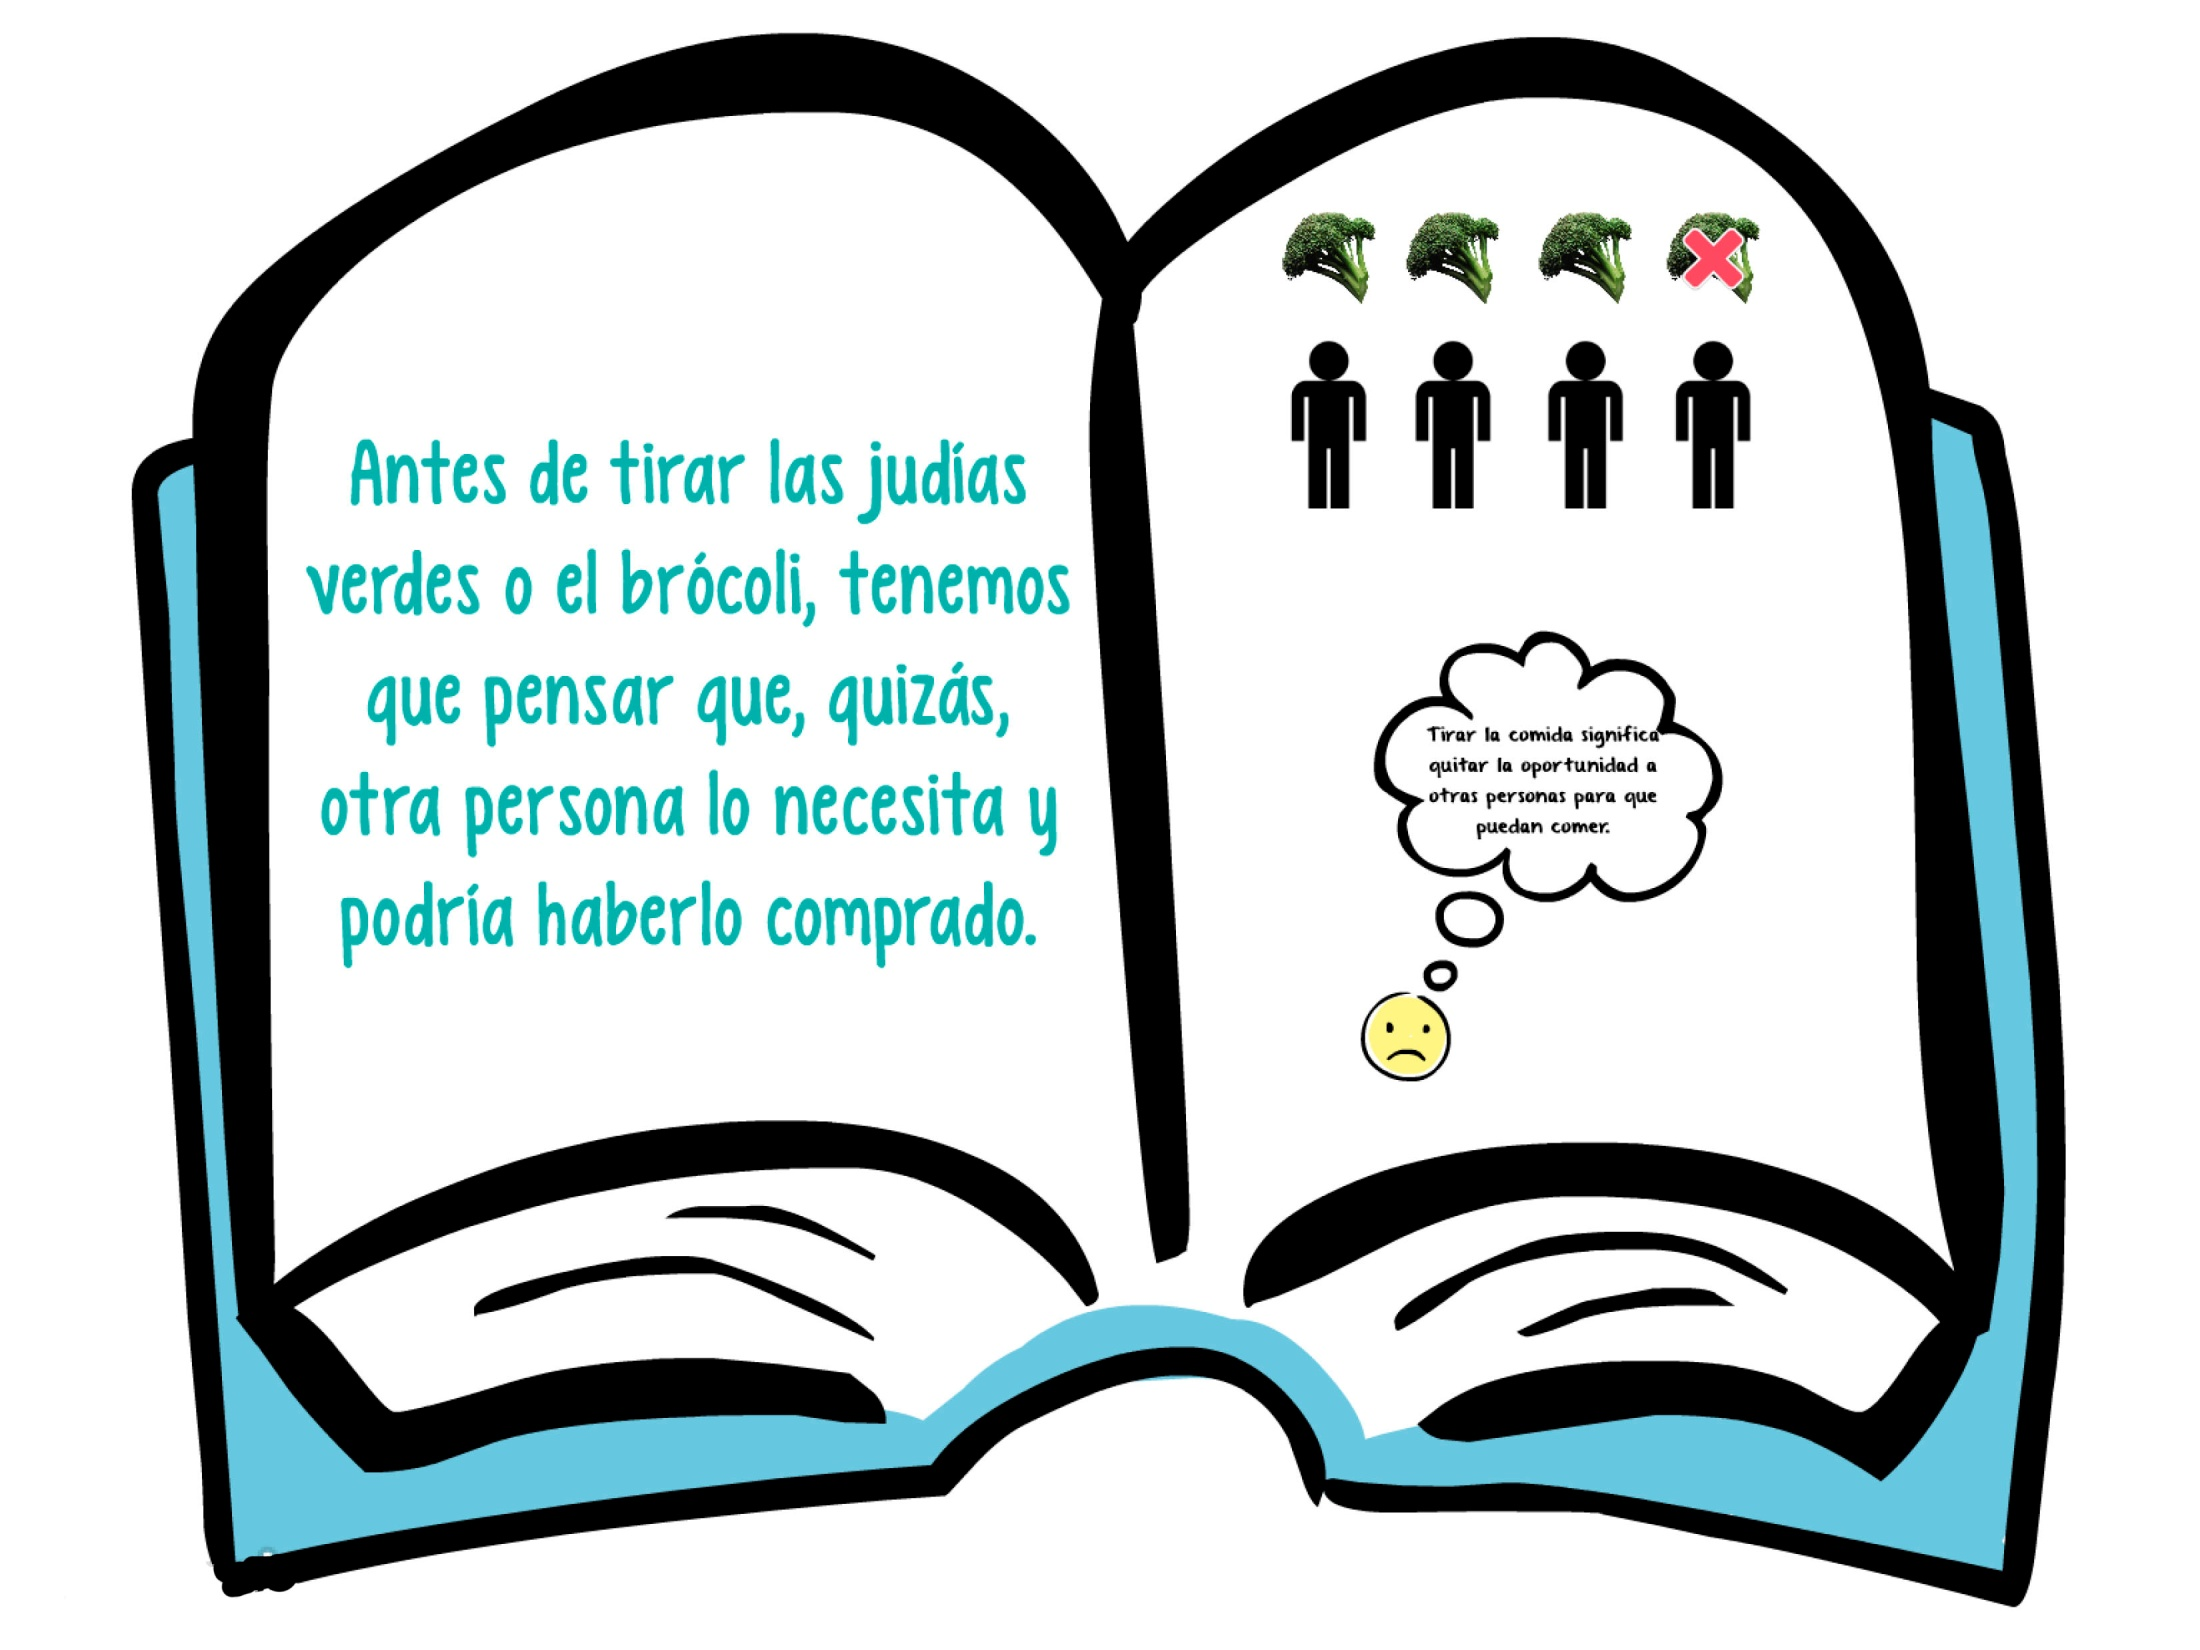 Antes de tirar las judías
verdes o el brócoli, tenemos
que pensar que, quizás,
otra persona lo necesita y
podría haberlo comprado.
Tirar la comida significa
quitar la oportunidad a
otras personas para que
puedan comer.